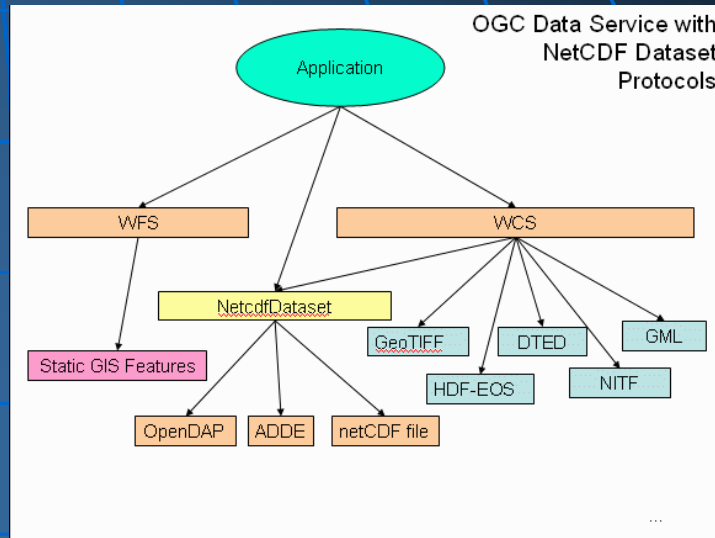 OGC Data Service with
NetCDF Dataset
Protocols
Application
WFS
WCS
NetcdfDataset
GeoTIFF
DTED
GML
Static GIS Features
HDF-EOS
NITF
OpenDAP
ADDE
netCDF file
...